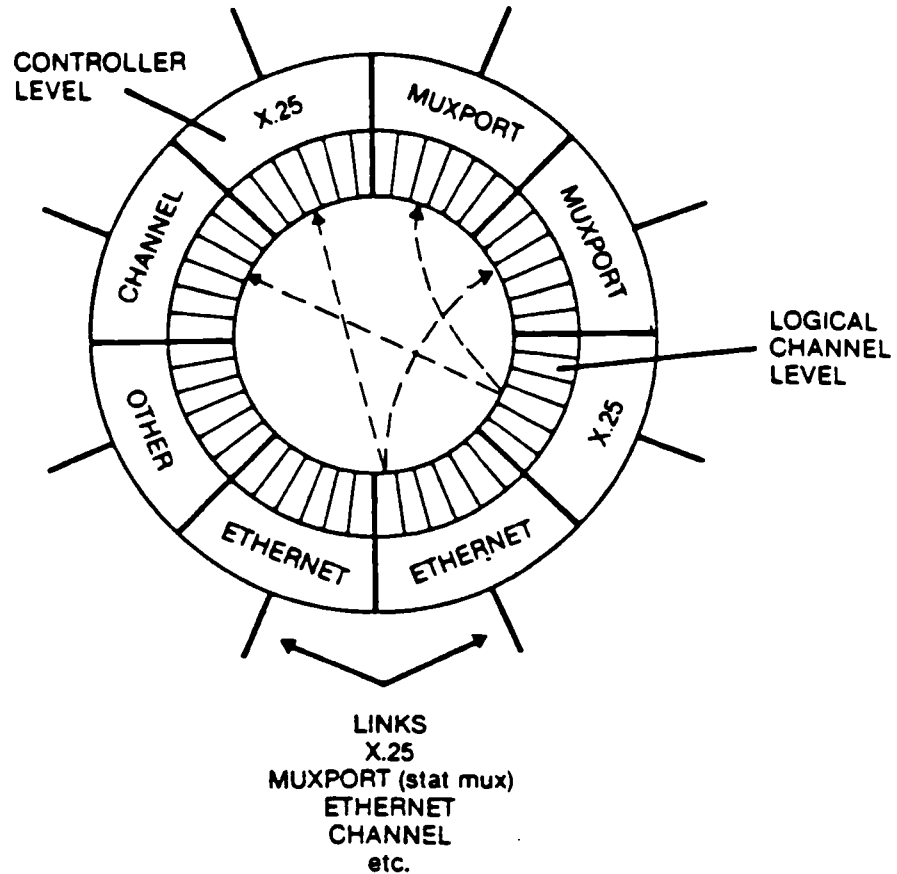 CONTROLLER
LEVEL
X.25
MUXPORT
CHANNEL
MUXPORT
LOGICAL
CHANNEL
LEVEL
OTHER
X.25
ETHERNET
ETHERNET
LINKS
X.25
MUXPORT (stat mux)
ETHERNET
CHANNEL
etc.